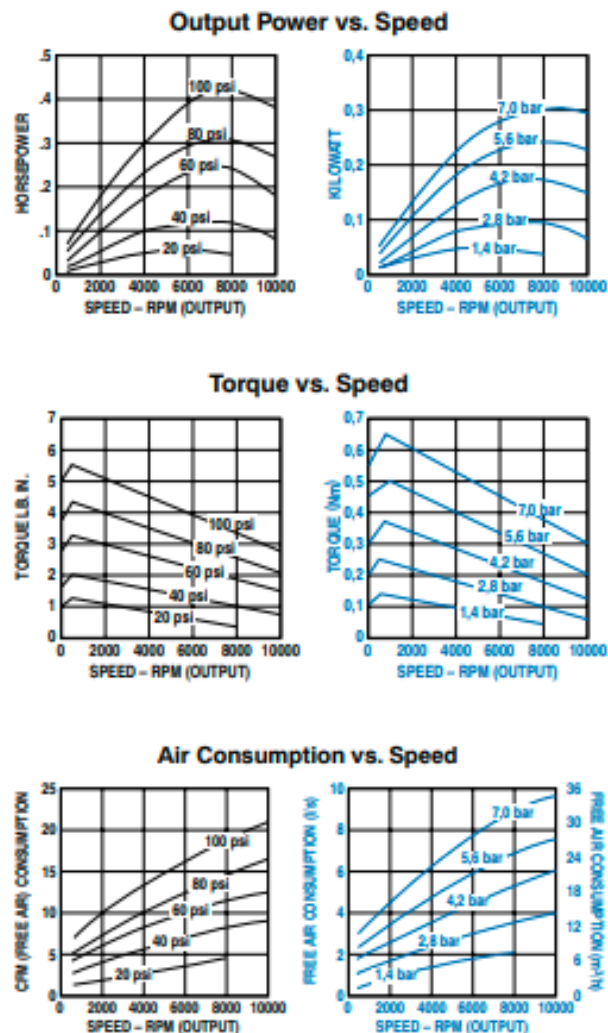 Output Power vs. Speed
HORSEPOWER
.5
.4
.3
.2
.1
0
100 psi
80 psi
60 psi
40 psi
20 psi
0 2000 4000 6000 8000 10000
SPEED – RPM (OUTPUT)
KILOWATT
0,4
0,3
0,2
0,1
0
7,0 bar
5,6 bar
4,2 bar
2,8 bar
1,4 bar
0 2000 4000 6000 8000 10000
SPEED – RPM (OUTPUT)
Torque vs. Speed
TORQUE LB. IN.
7
6
5
4
3
2
1
0
100 psi
80 psi
60 psi
40 psi
20 psi
0 2000 4000 6000 8000 10000
SPEED – RPM (OUTPUT)
TORQUE (Nm)
0,7
0,6
0,5
0,4
0,3
0,2
0,1
0
7,0 bar
5,6 bar
4,2 bar
2,8 bar
1,4 bar
0 2000 4000 6000 8000 10000
SPEED – RPM (OUTPUT)
Air Consumption vs. Speed
CFM (FREE AIR) CONSUMPTION
25
20
15
10
5
0
100 psi
80 psi
60 psi
40 psi
20 psi
0 2000 4000 6000 8000 10000
SPEED – RPM (OUTPUT)
FREE AIR CONSUMPTION (l/s)
10
8
6
4
2
0
7,0 bar
5,6 bar
4,2 bar
2,8 bar
1,4 bar
36
30
24
18
12
6
0
FREE AIR CONSUMPTION (m³/h)
0 2000 4000 6000 8000 10000
SPEED – RPM (OUTPUT)